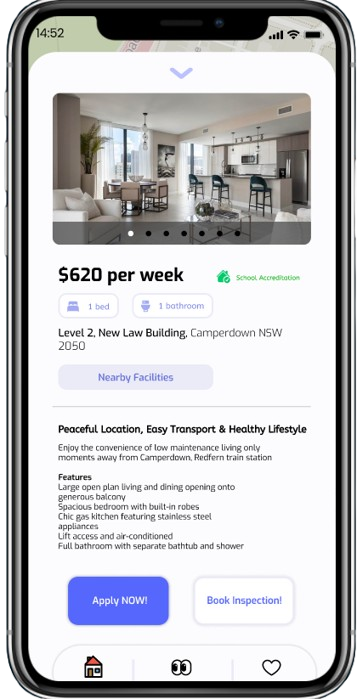 14:52
$620 per week
School Accreditation
1 bed
1 bathroom
Level 2, New Law Building, Camperdown NSW
2050
Nearby Facilities
Peaceful Location, Easy Transport & Healthy Lifestyle
Enjoy the convenience of low maintenance living only
moments away from Camperdown, Redfern train station
Features
Large open plan living and dining opening onto
generous balcony
Spacious bedroom with built-in robes
Chic gas kitchen featuring stainless steel
appliances
Lift access and air-conditioned
Full bathroom with separate bathtub and shower
Apply NOW!
Book Inspection!